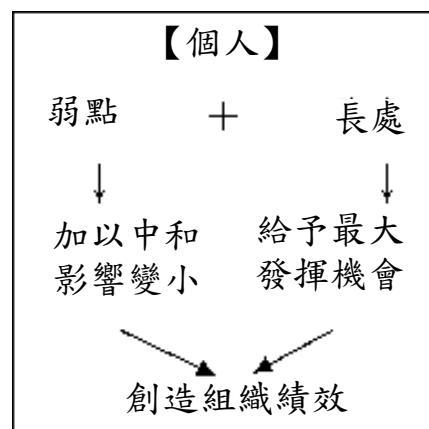 【個人】
弱點 + 長處
加以中和
影響變小
給予最大
發揮機會
創造組織績效